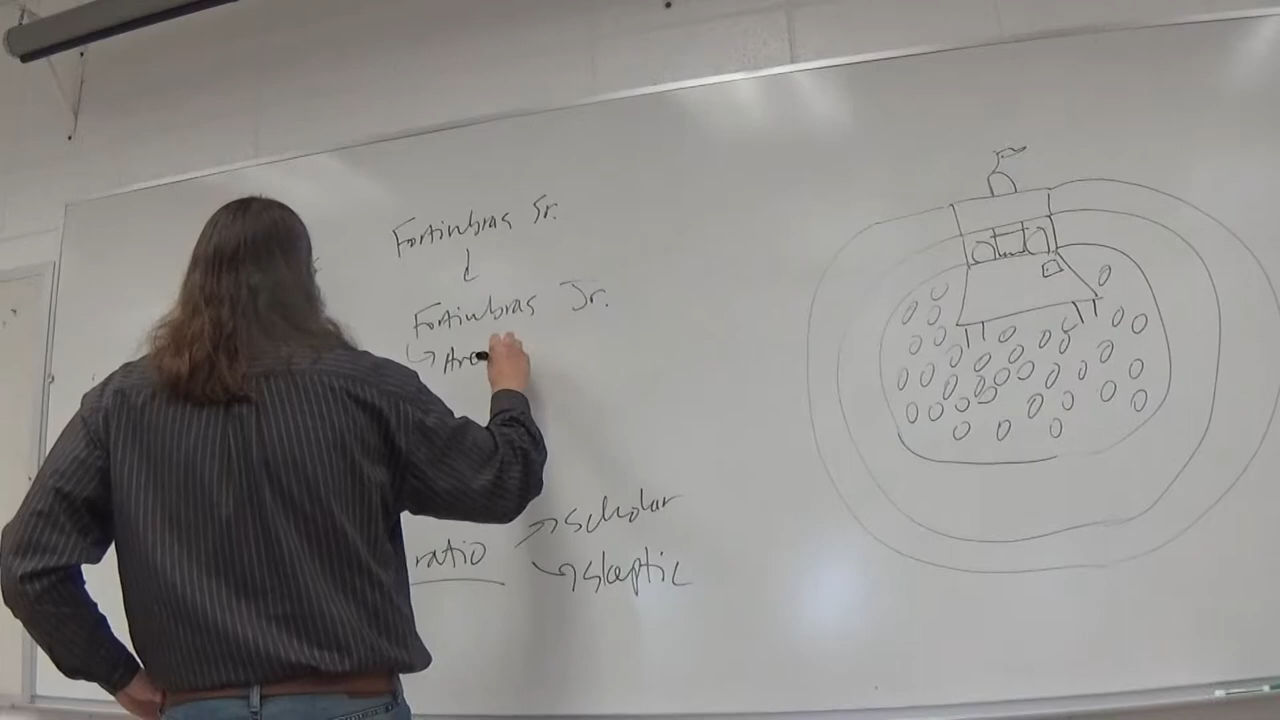 Fortinbras Sr.
Fortinbras Jr.
scholar
ratio
skeptic